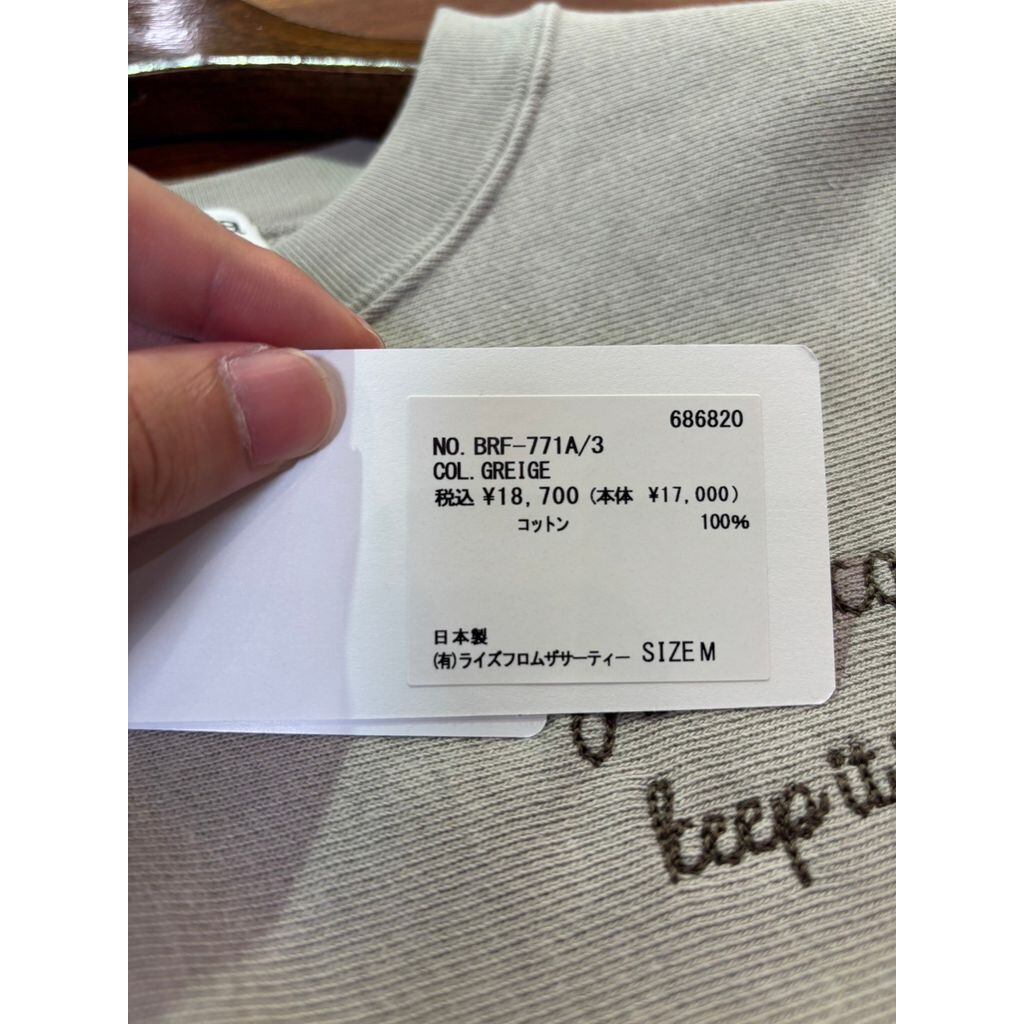 686820
NO. BRF-771A/3
COL. GREIGE
税込 ¥18,700 (本体 ¥17,000)
コットン 100%
日本製
(有)ライズフロムザサーティー SIZE M
keep it